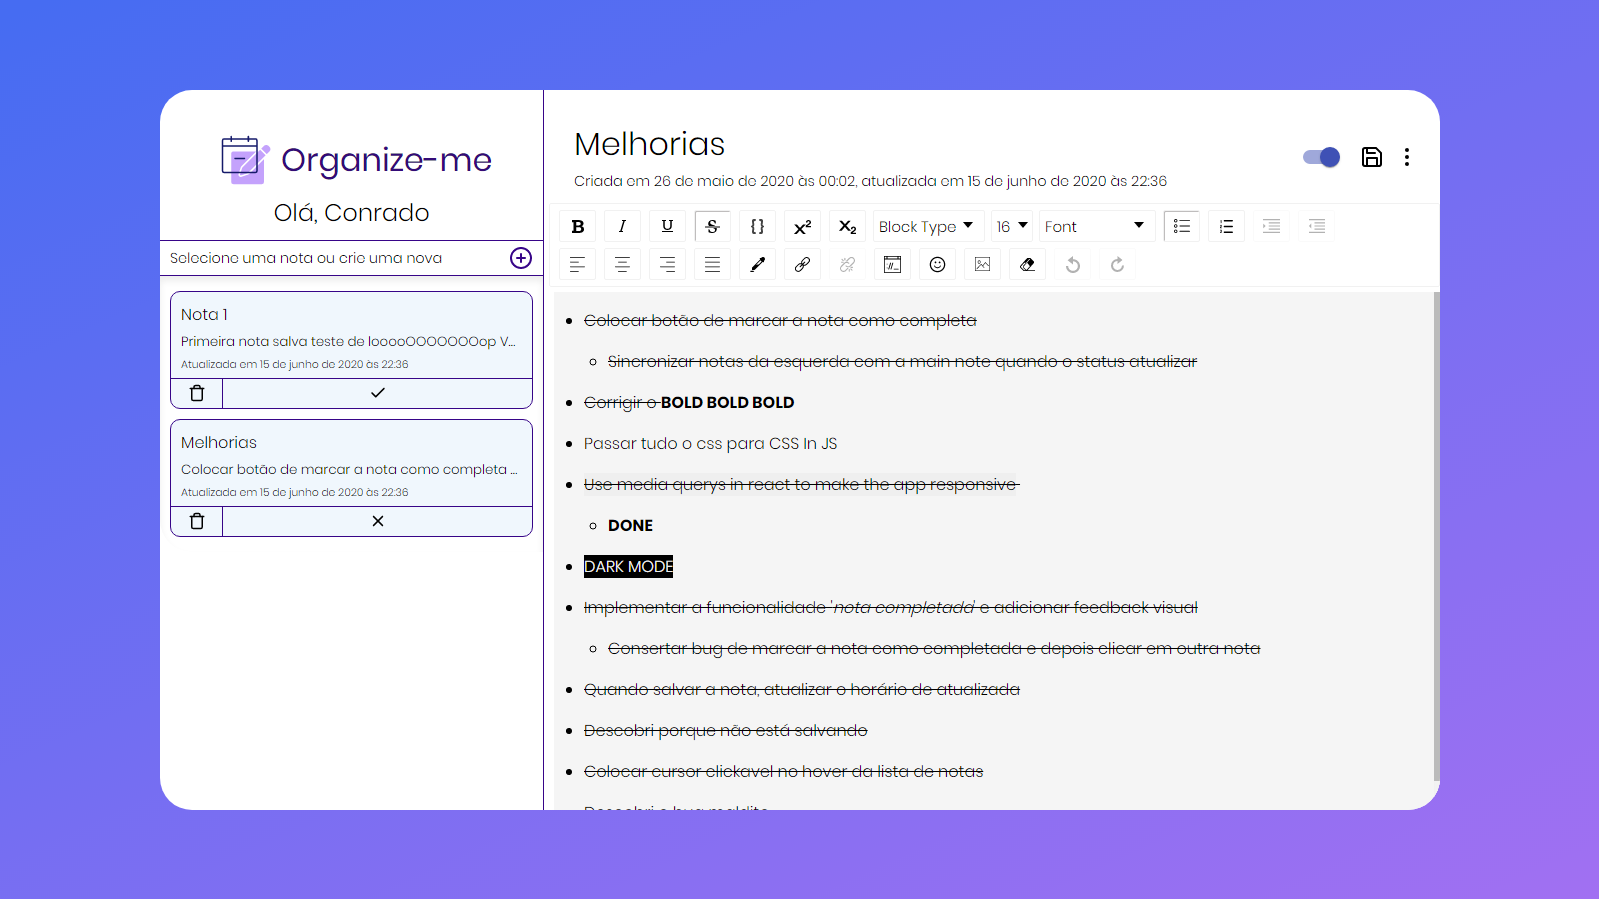 Organize-me
Olá, Conrado
Selecione uma nota ou crie uma nova
Nota 1
Primeira nota salva teste de looooOOOOOOOop V...
Atualizada em 15 de junho de 2020 às 22:36
Melhorias
Colocar botão de marcar a nota como completa ...
Atualizada em 15 de junho de 2020 às 22:36
Melhorias
Criada em 26 de maio de 2020 às 00:02, atualizada em 15 de junho de 2020 às 22:36
B I U S {} x² X₂ Block Type 16 Font
Colocar botão de marcar a nota como completa
Sincronizar notas da esquerda com a main note quando o status atualizar
Corrigir o BOLD BOLD BOLD
Passar tudo o css para CSS In JS
Use media querys in react to make the app responsive
DONE
DARK MODE
Implementar a funcionalidade 'nota completada' e adicionar feedback visual
Consertar bug de marcar a nota como completada e depois clicar em outra nota
Quando salvar a nota, atualizar o horário de atualizada
Descobri porque não está salvando
Colocar cursor clickavel no hover da lista de notas
Descobri o bug maldito